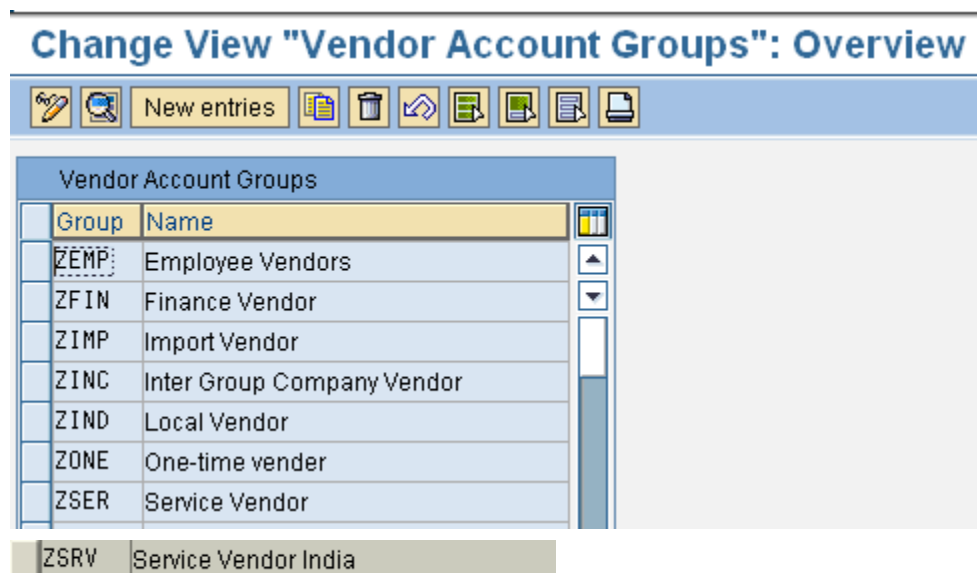 Change View "Vendor Account Groups": Overview
New entries
Vendor Account Groups
Group Name
ZEMP Employee Vendors
ZFIN Finance Vendor
ZIMP Import Vendor
ZINC Inter Group Company Vendor
ZIND Local Vendor
ZONE One-time vender
ZSER Service Vendor
ZSRV Service Vendor India